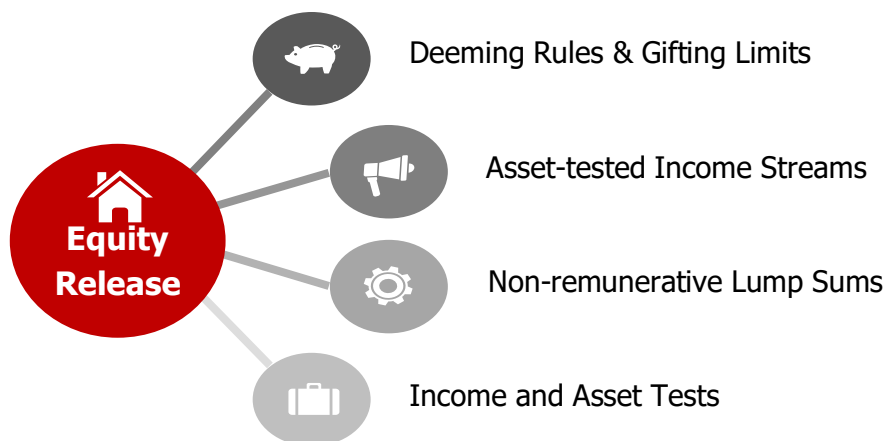 Deeming Rules & Gifting Limits
Asset-tested Income Streams
Equity
Release
Non-remunerative Lump Sums
Income and Asset Tests